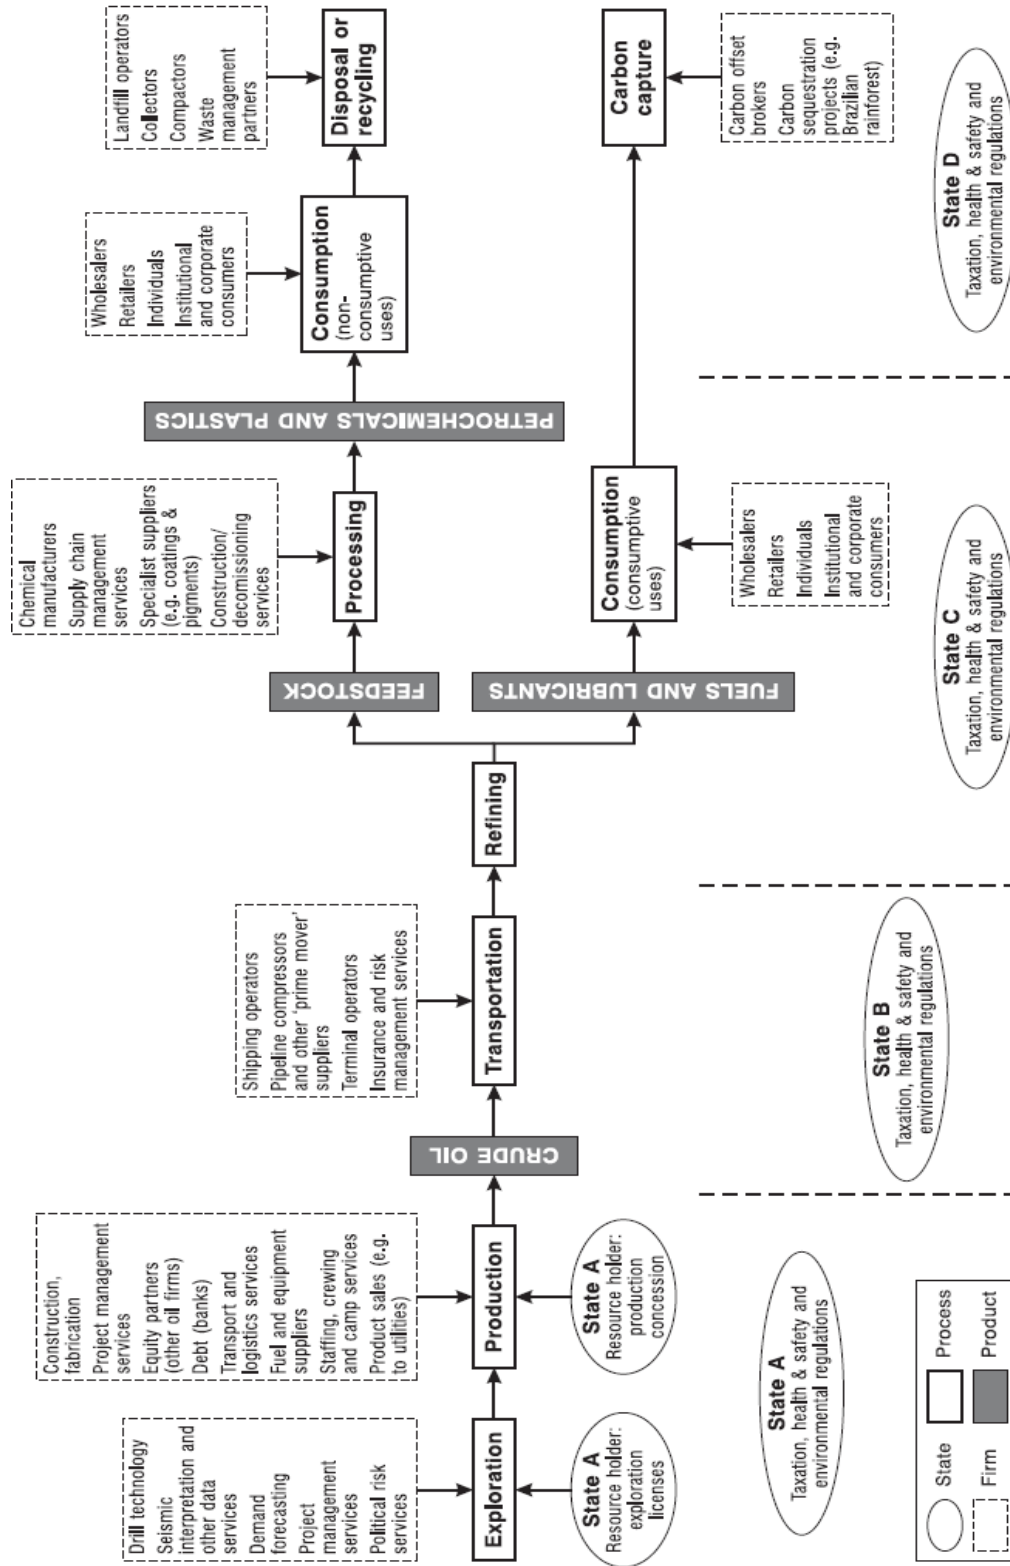 Drill technology
Seismic
interpretation and
other data
services
Demand
forecasting
Project
management
services
Political risk
services
Exploration
State A
Resource holder:
exploration
licenses
Construction,
fabrication
Project management
services
Equity partners
(other oil firms)
Debt (banks)
Transport and
logistics services
Fuel and equipment
suppliers
Staffing, crewing
and camp services
Product sales (e.g.
to utilities)
Production
State A
Resource holder:
production
concession
CRUDE OIL
Shipping operators
Pipeline compressors
and other ‘prime mover’
suppliers
Terminal operators
Insurance and risk
management services
Transportation
Refining
FEEDSTOCK
FUELS AND LUBRICANTS
Chemical
manufacturers
Supply chain
management
services
Specialist suppliers
(e.g. coatings &
pigments)
Construction/
decomissioning
services
Processing
PETROCHEMICALS AND PLASTICS
Wholesalers
Retailers
Individuals
Institutional
and corporate
consumers
Consumption
(non-
consumptive
uses)
Landfill operators
Collectors
Compactors
Waste
management
partners
Disposal or
recycling
Consumption
(consumptive
uses)
Wholesalers
Retailers
Individuals
Institutional
and corporate
consumers
Carbon
capture
Carbon offset
brokers
Carbon
sequestration
projects (e.g.
Brazilian
rainforest)
State A
Taxation, health & safety and
environmental regulations
State B
Taxation, health & safety and
environmental regulations
State C
Taxation, health & safety and
environmental regulations
State D
Taxation, health & safety and
environmental regulations
State
Process
Firm
Product